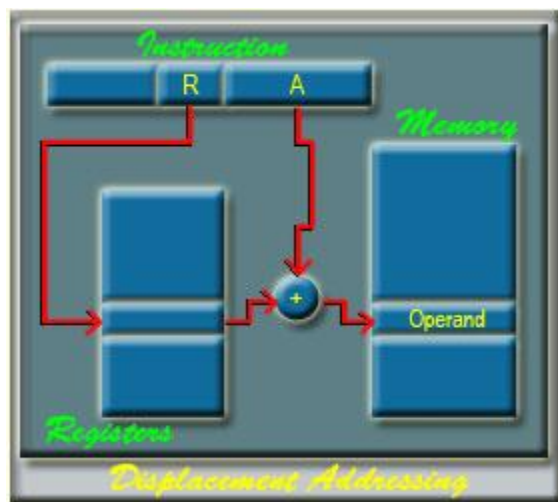 Instruction
R A
Memory
+
Operand
Registers
Displacement Addressing